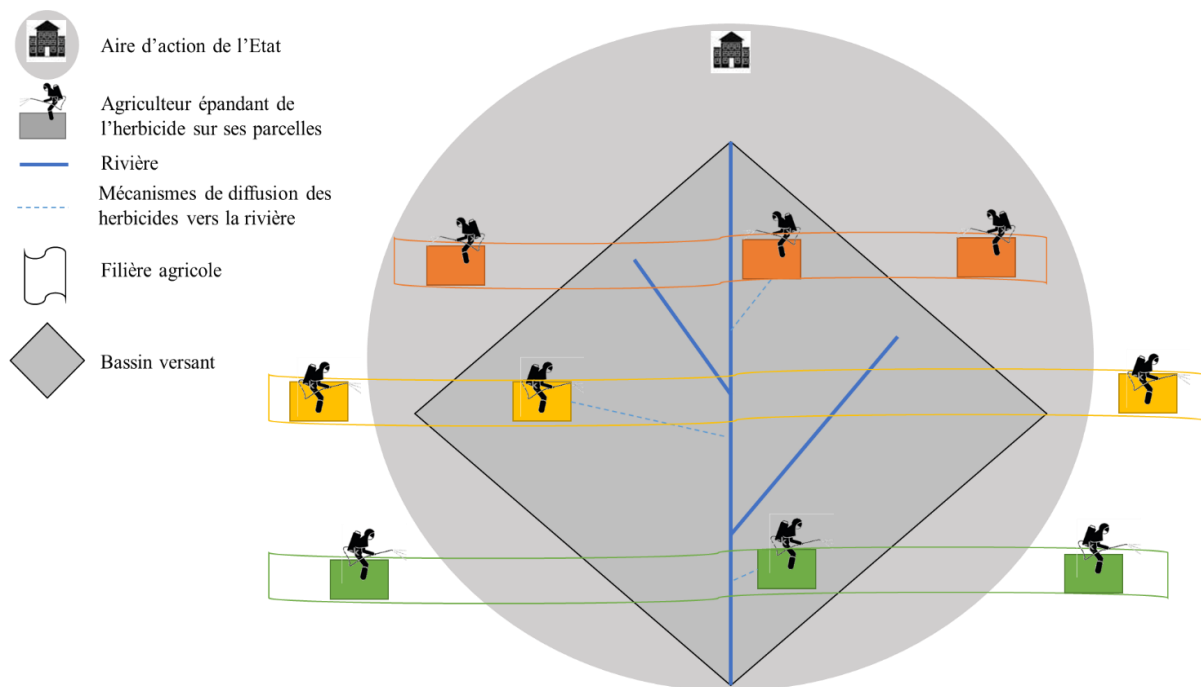 Aire d’action de l’Etat
Agriculteur épandant de
l’herbicide sur ses parcelles
Rivière
Mécanismes de diffusion des
herbicides vers la rivière
Filière agricole
Bassin versant